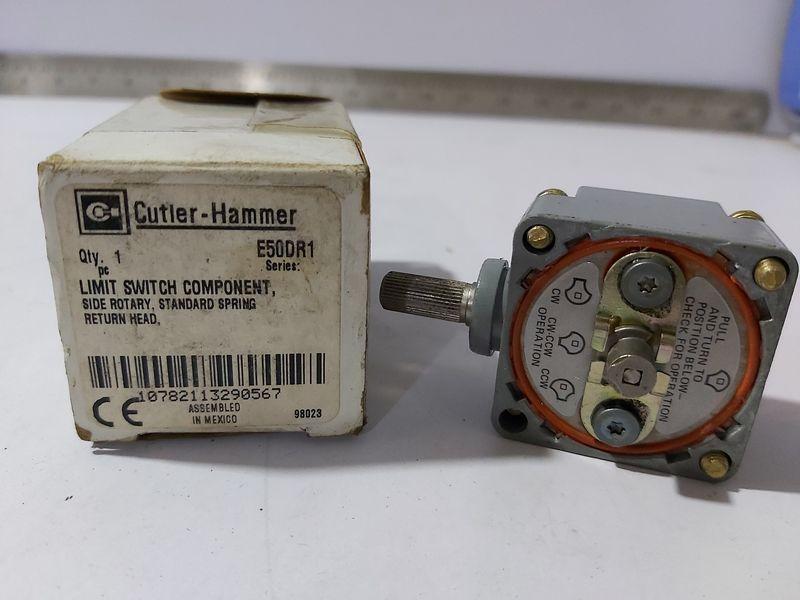 Cutler-Hammer
Qty. 1
pc
E50DR1
Series:
LIMIT SWITCH COMPONENT,
SIDE ROTARY, STANDARD SPRING
RETURN HEAD,
10782113290567
CE
ASSEMBLED
IN MEXICO
98023
CW
CW-CCW
OPERATION
CCW
PULL
AND TURN TO
POSITION BELOW-
CHECK FOR OPERATION